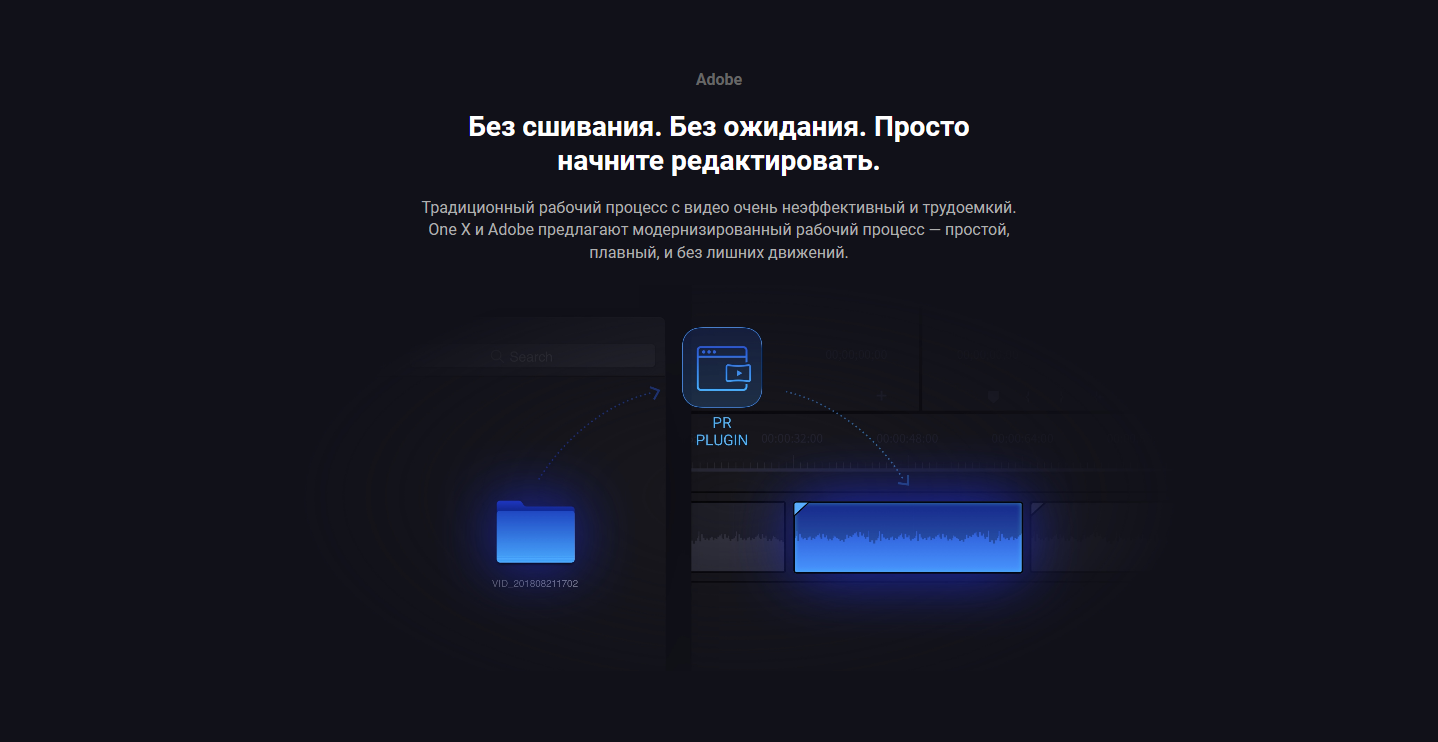 Adobe
Без сшивания. Без ожидания. Просто
начните редактировать.
Традиционный рабочий процесс с видео очень неэффективный и трудоемкий.
One X и Adobe предлагают модернизированный рабочий процесс — простой,
плавный, и без лишних движений.
Search
PR
PLUGIN
00:00:32:00
00:00:48:00
VID_201808211702